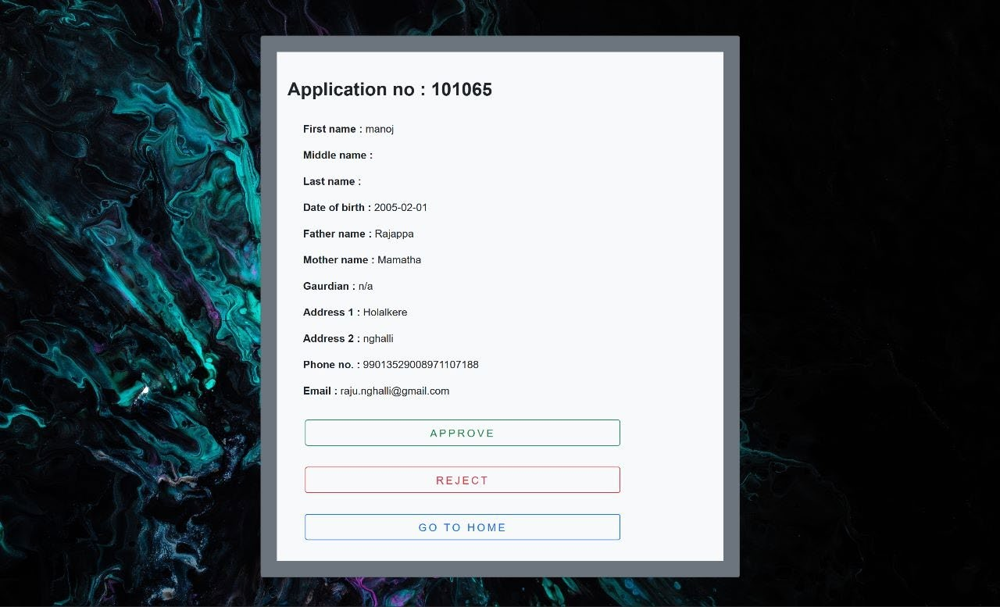 Application no : 101065
First name : manoj
Middle name :
Last name :
Date of birth : 2005-02-01
Father name : Rajappa
Mother name : Mamatha
Gaurdian : n/a
Address 1 : Holalkere
Address 2 : nghalli
Phone no. : 99013529008971107188
Email : raju.nghalli@gmail.com
APPROVE
REJECT
GO TO HOME